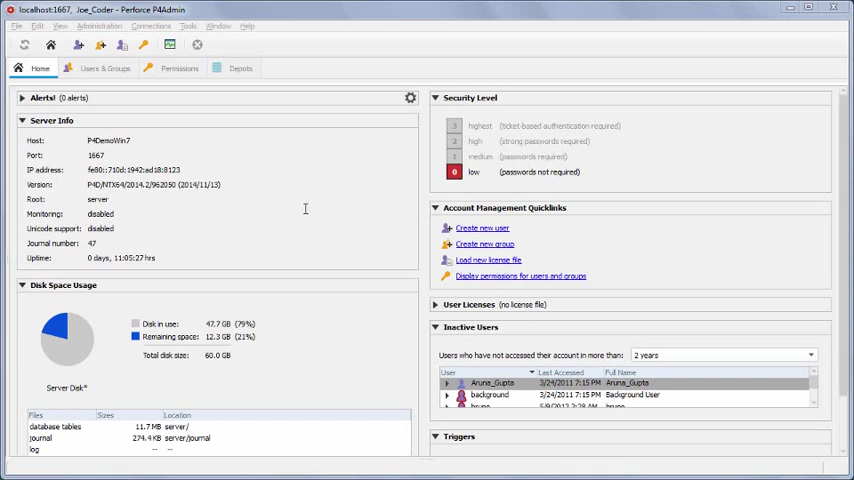 localhost:1667, Joe_Coder - Perforce P4Admin
File Edit View Administration Connections Tools Window Help
Home Users & Groups Permissions Depots
Alerts! (0 alerts)
Server Info
Host: P4DemoWin7
Port: 1667
IP address: fe80::710d:1942:ad18:8123
Version: P4D/NTX64/2014.2/962050 (2014/11/13)
Root: server
Monitoring: disabled
Unicode support: disabled
Journal number: 47
Uptime: 0 days, 11:05:27 hrs
Disk Space Usage
Disk in use: 47.7 GB (79%)
Remaining space: 12.3 GB (21%)
Total disk size: 60.0 GB
Server Disk*
Files Sizes Location
database tables 11.7 MB server/
journal 274.4 KB server/journal
log -- --
Security Level
3 highest (ticket-based authentication required)
2 high (strong passwords required)
1 medium (passwords required)
0 low (passwords not required)
Account Management Quicklinks
Create new user
Create new group
Load new license file
Display permissions for users and groups
User Licenses (no license file)
Inactive Users
Users who have not accessed their account in more than: 2 years
User Last Accessed Full Name
Aruna_Gupta 3/24/2011 7:15 PM Aruna_Gupta
background 3/24/2011 7:15 PM Background User
bruno 5/9/2012 2:28 AM bruno
Triggers